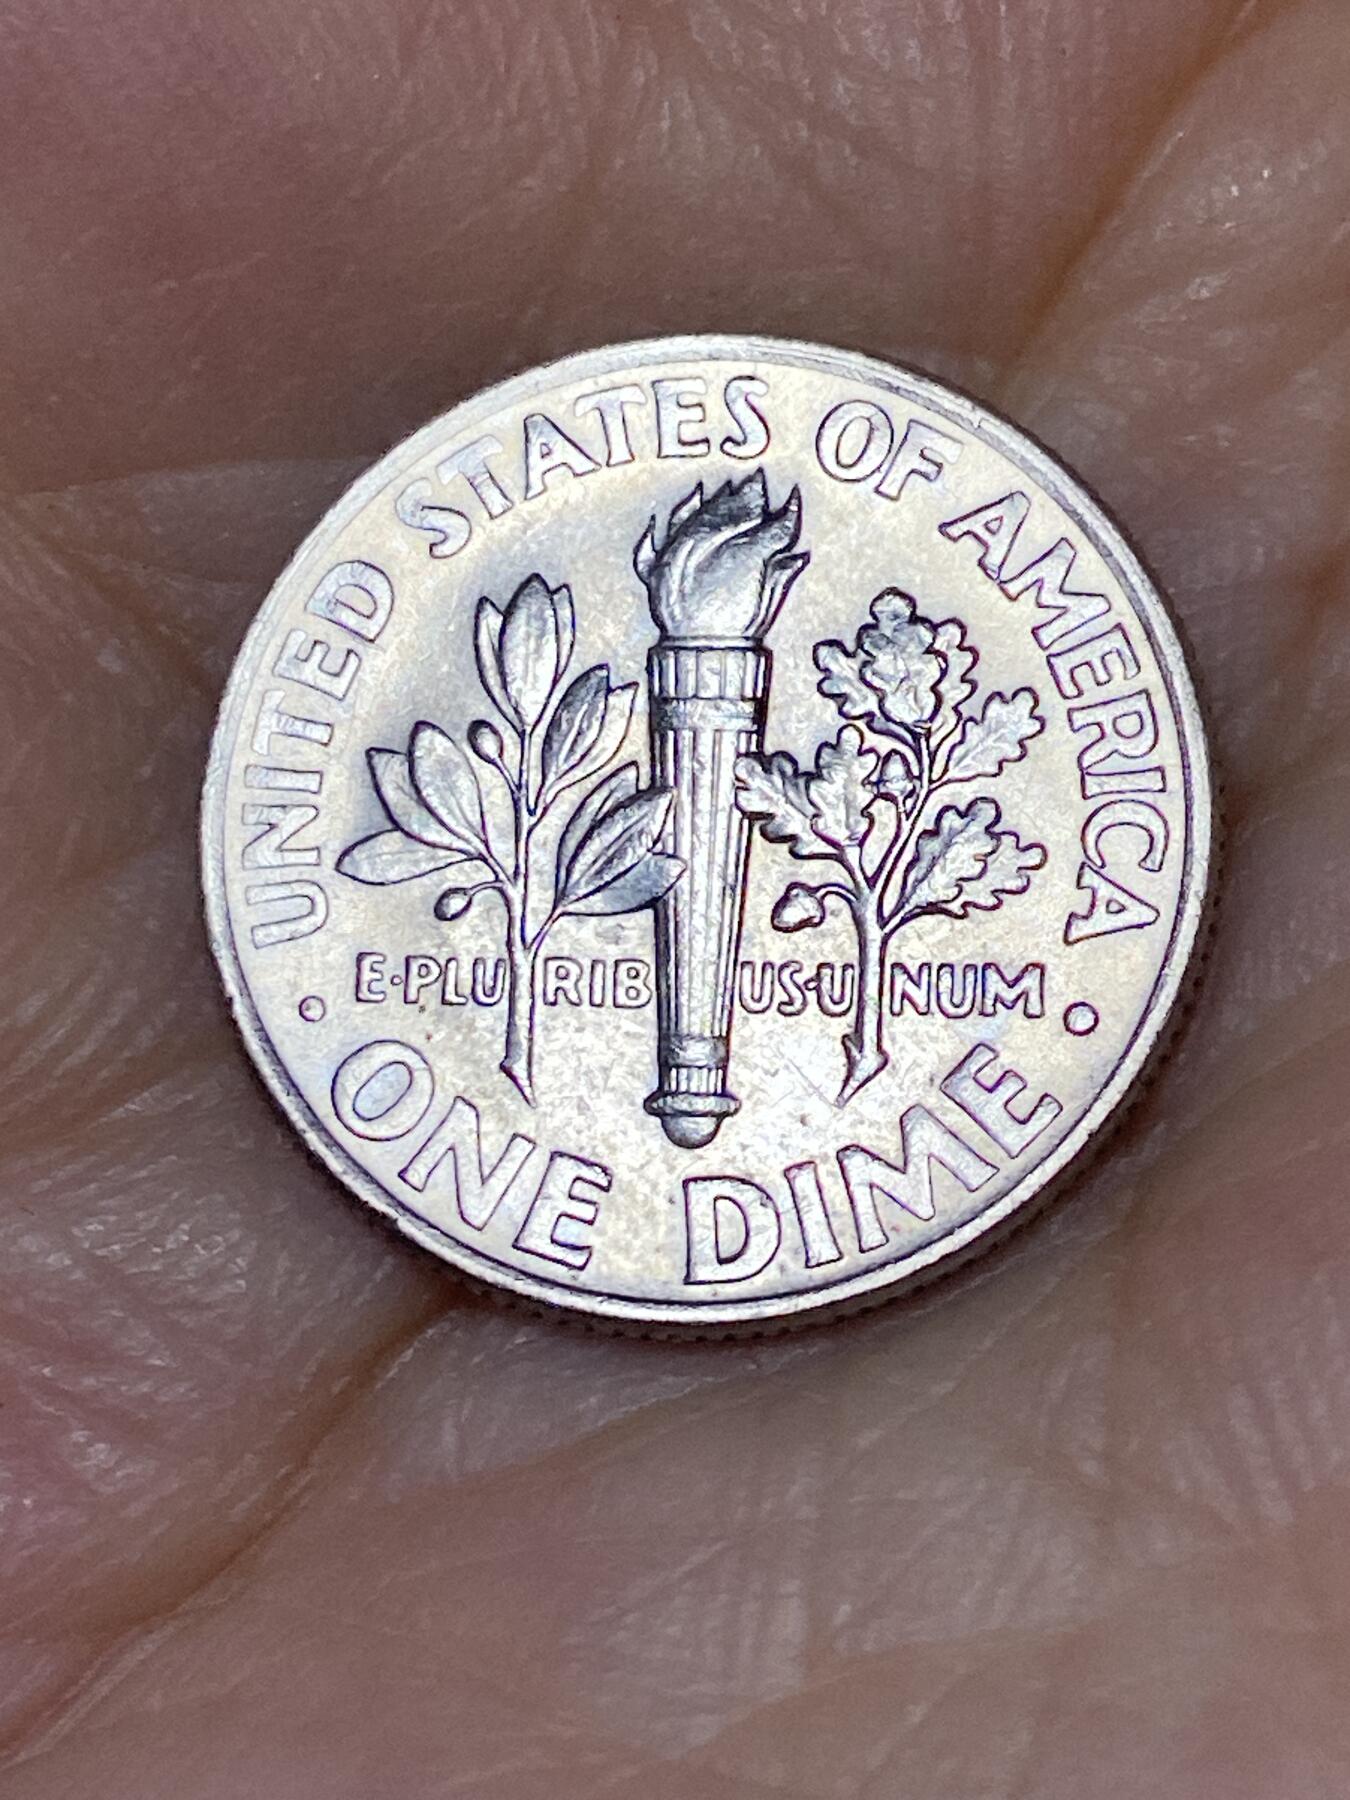 UNITED STATES OF AMERICA
E·PLURIBUS·UNUM
• ONE DIME •